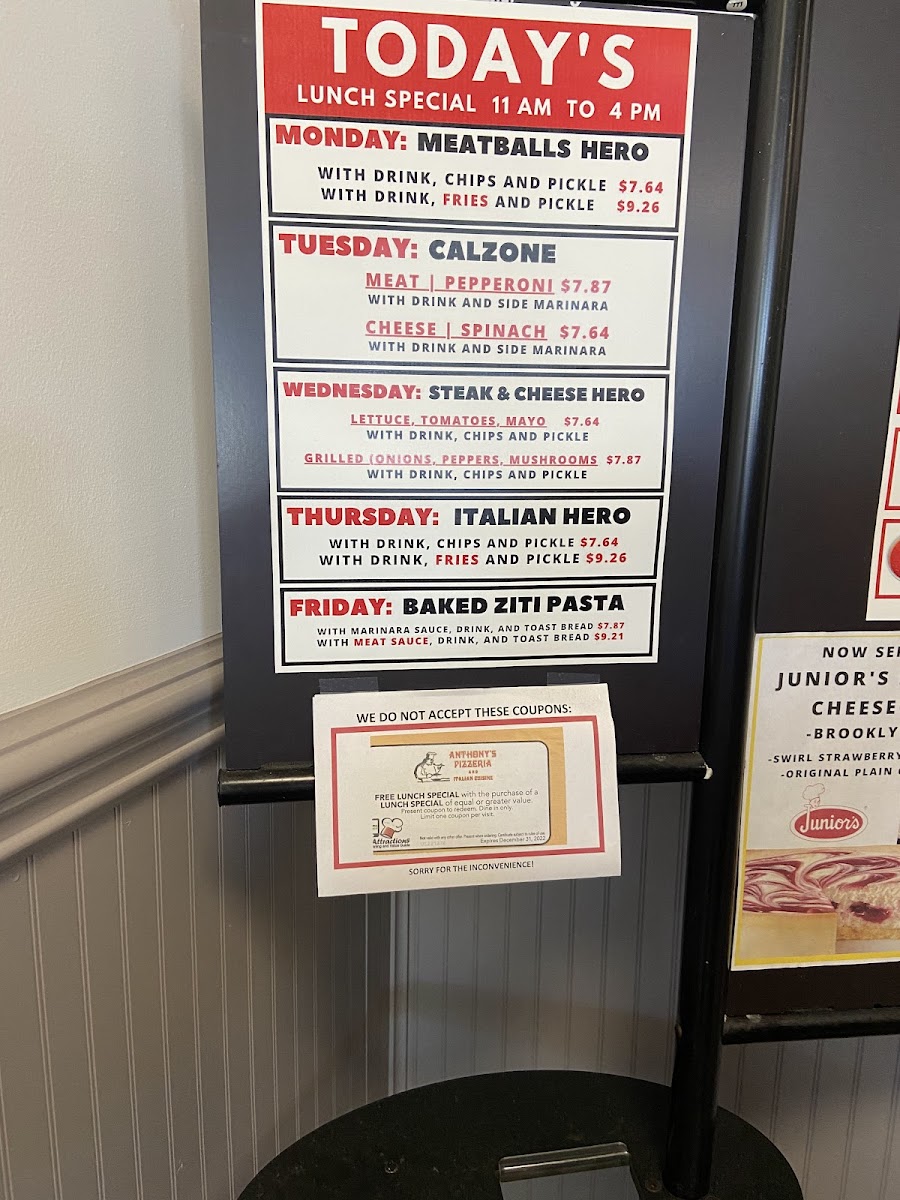 TODAY'S
LUNCH SPECIAL 11 AM TO 4 PM
MONDAY: MEATBALLS HERO
WITH DRINK, CHIPS AND PICKLE $7.64
WITH DRINK, FRIES AND PICKLE $9.26
TUESDAY: CALZONE
MEAT | PEPPERONI $7.87
WITH DRINK AND SIDE MARINARA
CHEESE | SPINACH $7.64
WITH DRINK AND SIDE MARINARA
WEDNESDAY: STEAK & CHEESE HERO
LETTUCE, TOMATOES, MAYO $7.64
WITH DRINK, CHIPS AND PICKLE
GRILLED (ONIONS, PEPPERS, MUSHROOMS $7.87
WITH DRINK, CHIPS AND PICKLE
THURSDAY: ITALIAN HERO
WITH DRINK, CHIPS AND PICKLE $7.64
WITH DRINK, FRIES AND PICKLE $9.26
FRIDAY: BAKED ZITI PASTA
WITH MARINARA SAUCE, DRINK, AND TOAST BREAD $7.87
WITH MEAT SAUCE, DRINK, AND TOAST BREAD $9.21
WE DO NOT ACCEPT THESE COUPONS:
ANTHONY'S
PIZZERIA
AND
ITALIAN CUISINE
FREE LUNCH SPECIAL with the purchase of a
LUNCH SPECIAL of equal or greater value.
Present coupon to redeem. Dine in only.
Limit one coupon per visit.
Attractions
Expires December 31, 2022
SORRY FOR THE INCONVENIENCE!
NOW
JUNIOR'S
CHEESE
-BROOKLY
-SWIRL STRAWBERRY
-ORIGINAL PLAIN
Junior's